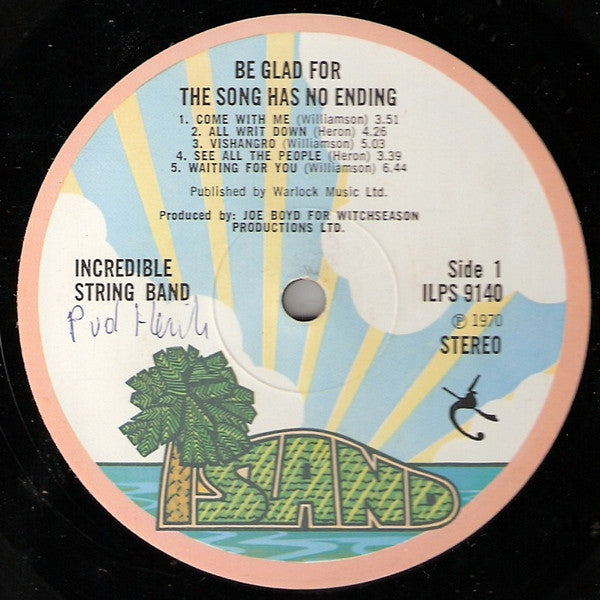 BE GLAD FOR
THE SONG HAS NO ENDING
1. COME WITH ME (Williamson) 3.51
2. ALL WRIT DOWN (Heron) 4.26
3. VISHANGRO (Williamson) 5.03
4. SEE ALL THE PEOPLE (Heron) 3.39
5. WAITING FOR YOU (Williamson) 6.44
Published by Warlock Music Ltd.
Produced by: JOE BOYD FOR WITCHSEASON
PRODUCTIONS LTD.
INCREDIBLE
STRING BAND
Side 1
ILPS 9140
℗ 1970
STEREO
ISLAND